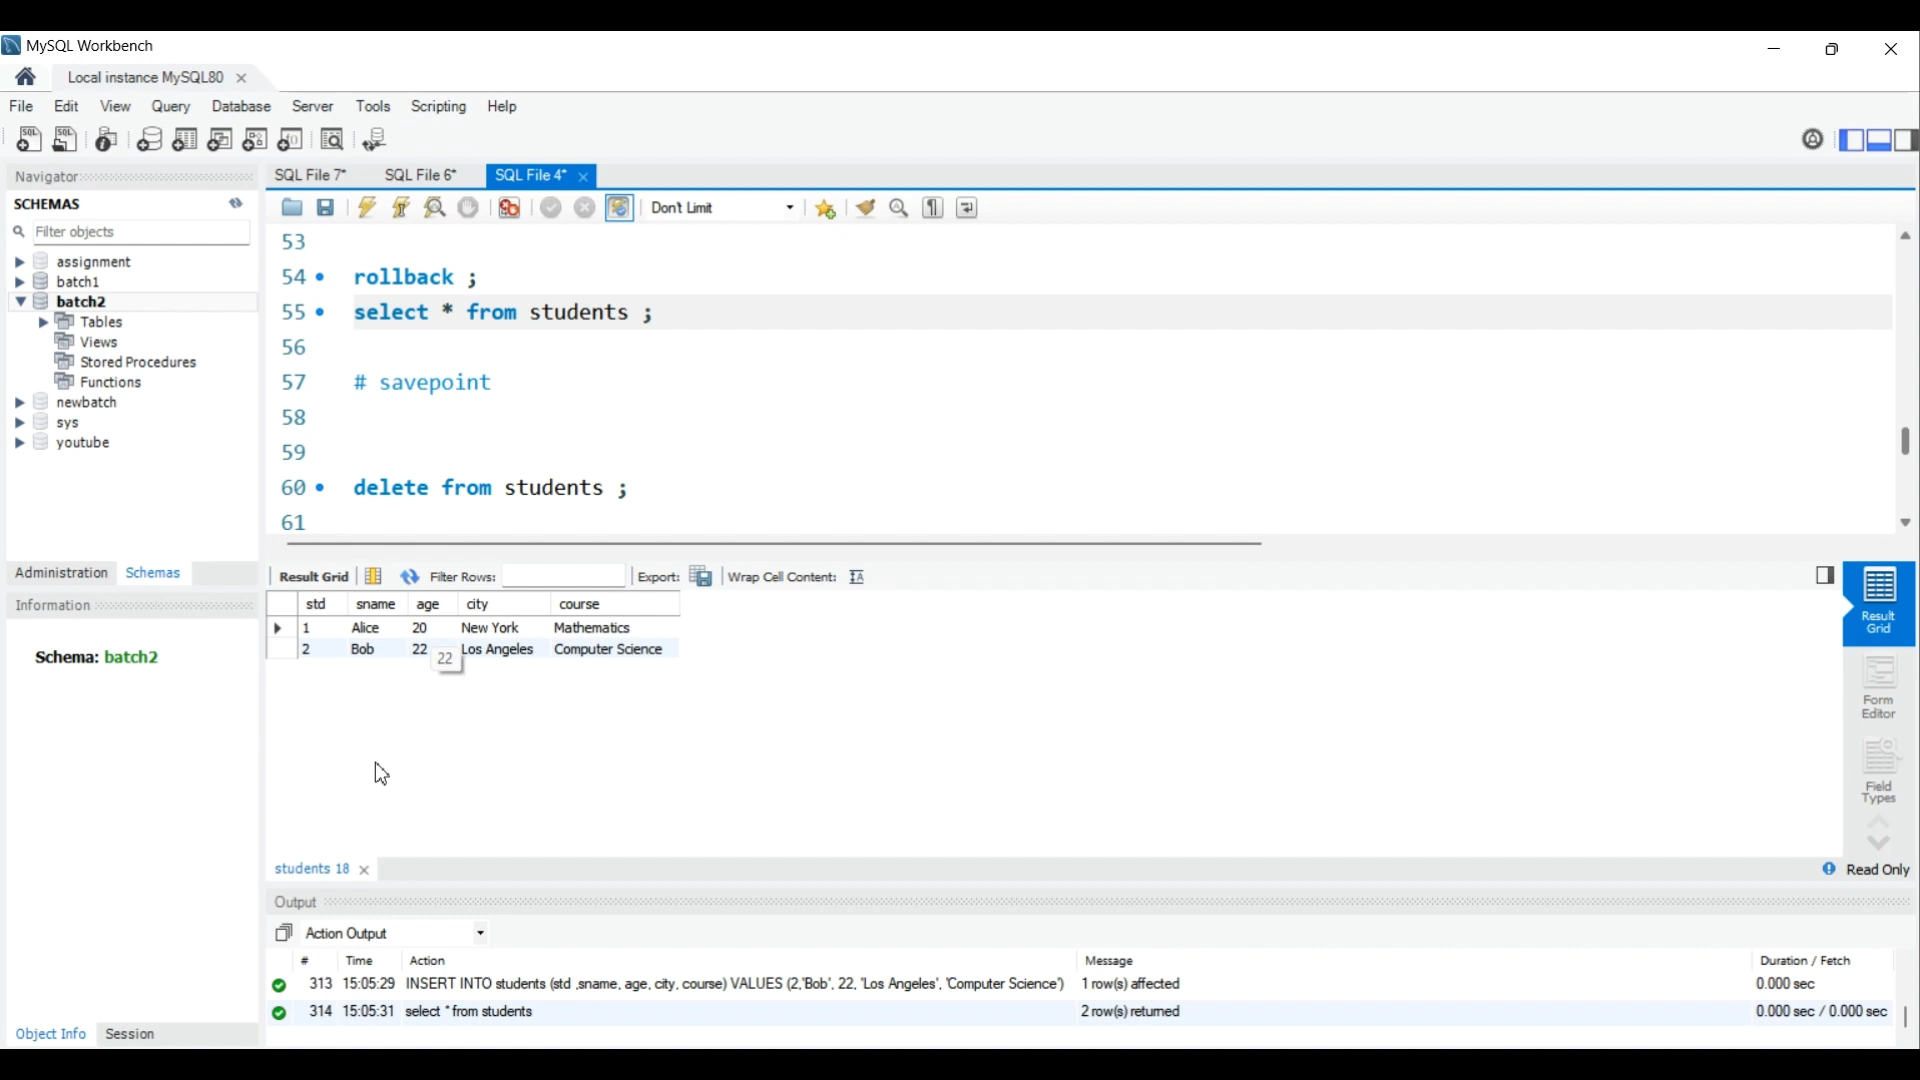 MySQL Workbench
Local instance MySQL80
File Edit View Query Database Server Tools Scripting Help
Navigator
SCHEMAS
Filter objects
assignment
batch1
batch2
Tables
Views
Stored Procedures
Functions
newbatch
sys
youtube
Administration Schemas
Information
Schema: batch2
Object Info Session
SQL File 7* SQL File 6* SQL File 4*
Don't Limit
53
54 rollback ;
55 select * from students ;
56
57 # savepoint
58
59
60 delete from students ;
61
Result Grid Filter Rows: Export: Wrap Cell Content:
std sname age city course
1 Alice 20 New York Mathematics
2 Bob 22 Los Angeles Computer Science
22
Result
Grid
Form
Editor
Field
Types
students 18
Read Only
Output
Action Output
# Time Action Message Duration / Fetch
313 15:05:29 INSERT INTO students (std ,sname, age, city, course) VALUES (2,'Bob', 22, 'Los Angeles', 'Computer Science') 1 row(s) affected 0.000 sec
314 15:05:31 select * from students 2 row(s) returned 0.000 sec / 0.000 sec